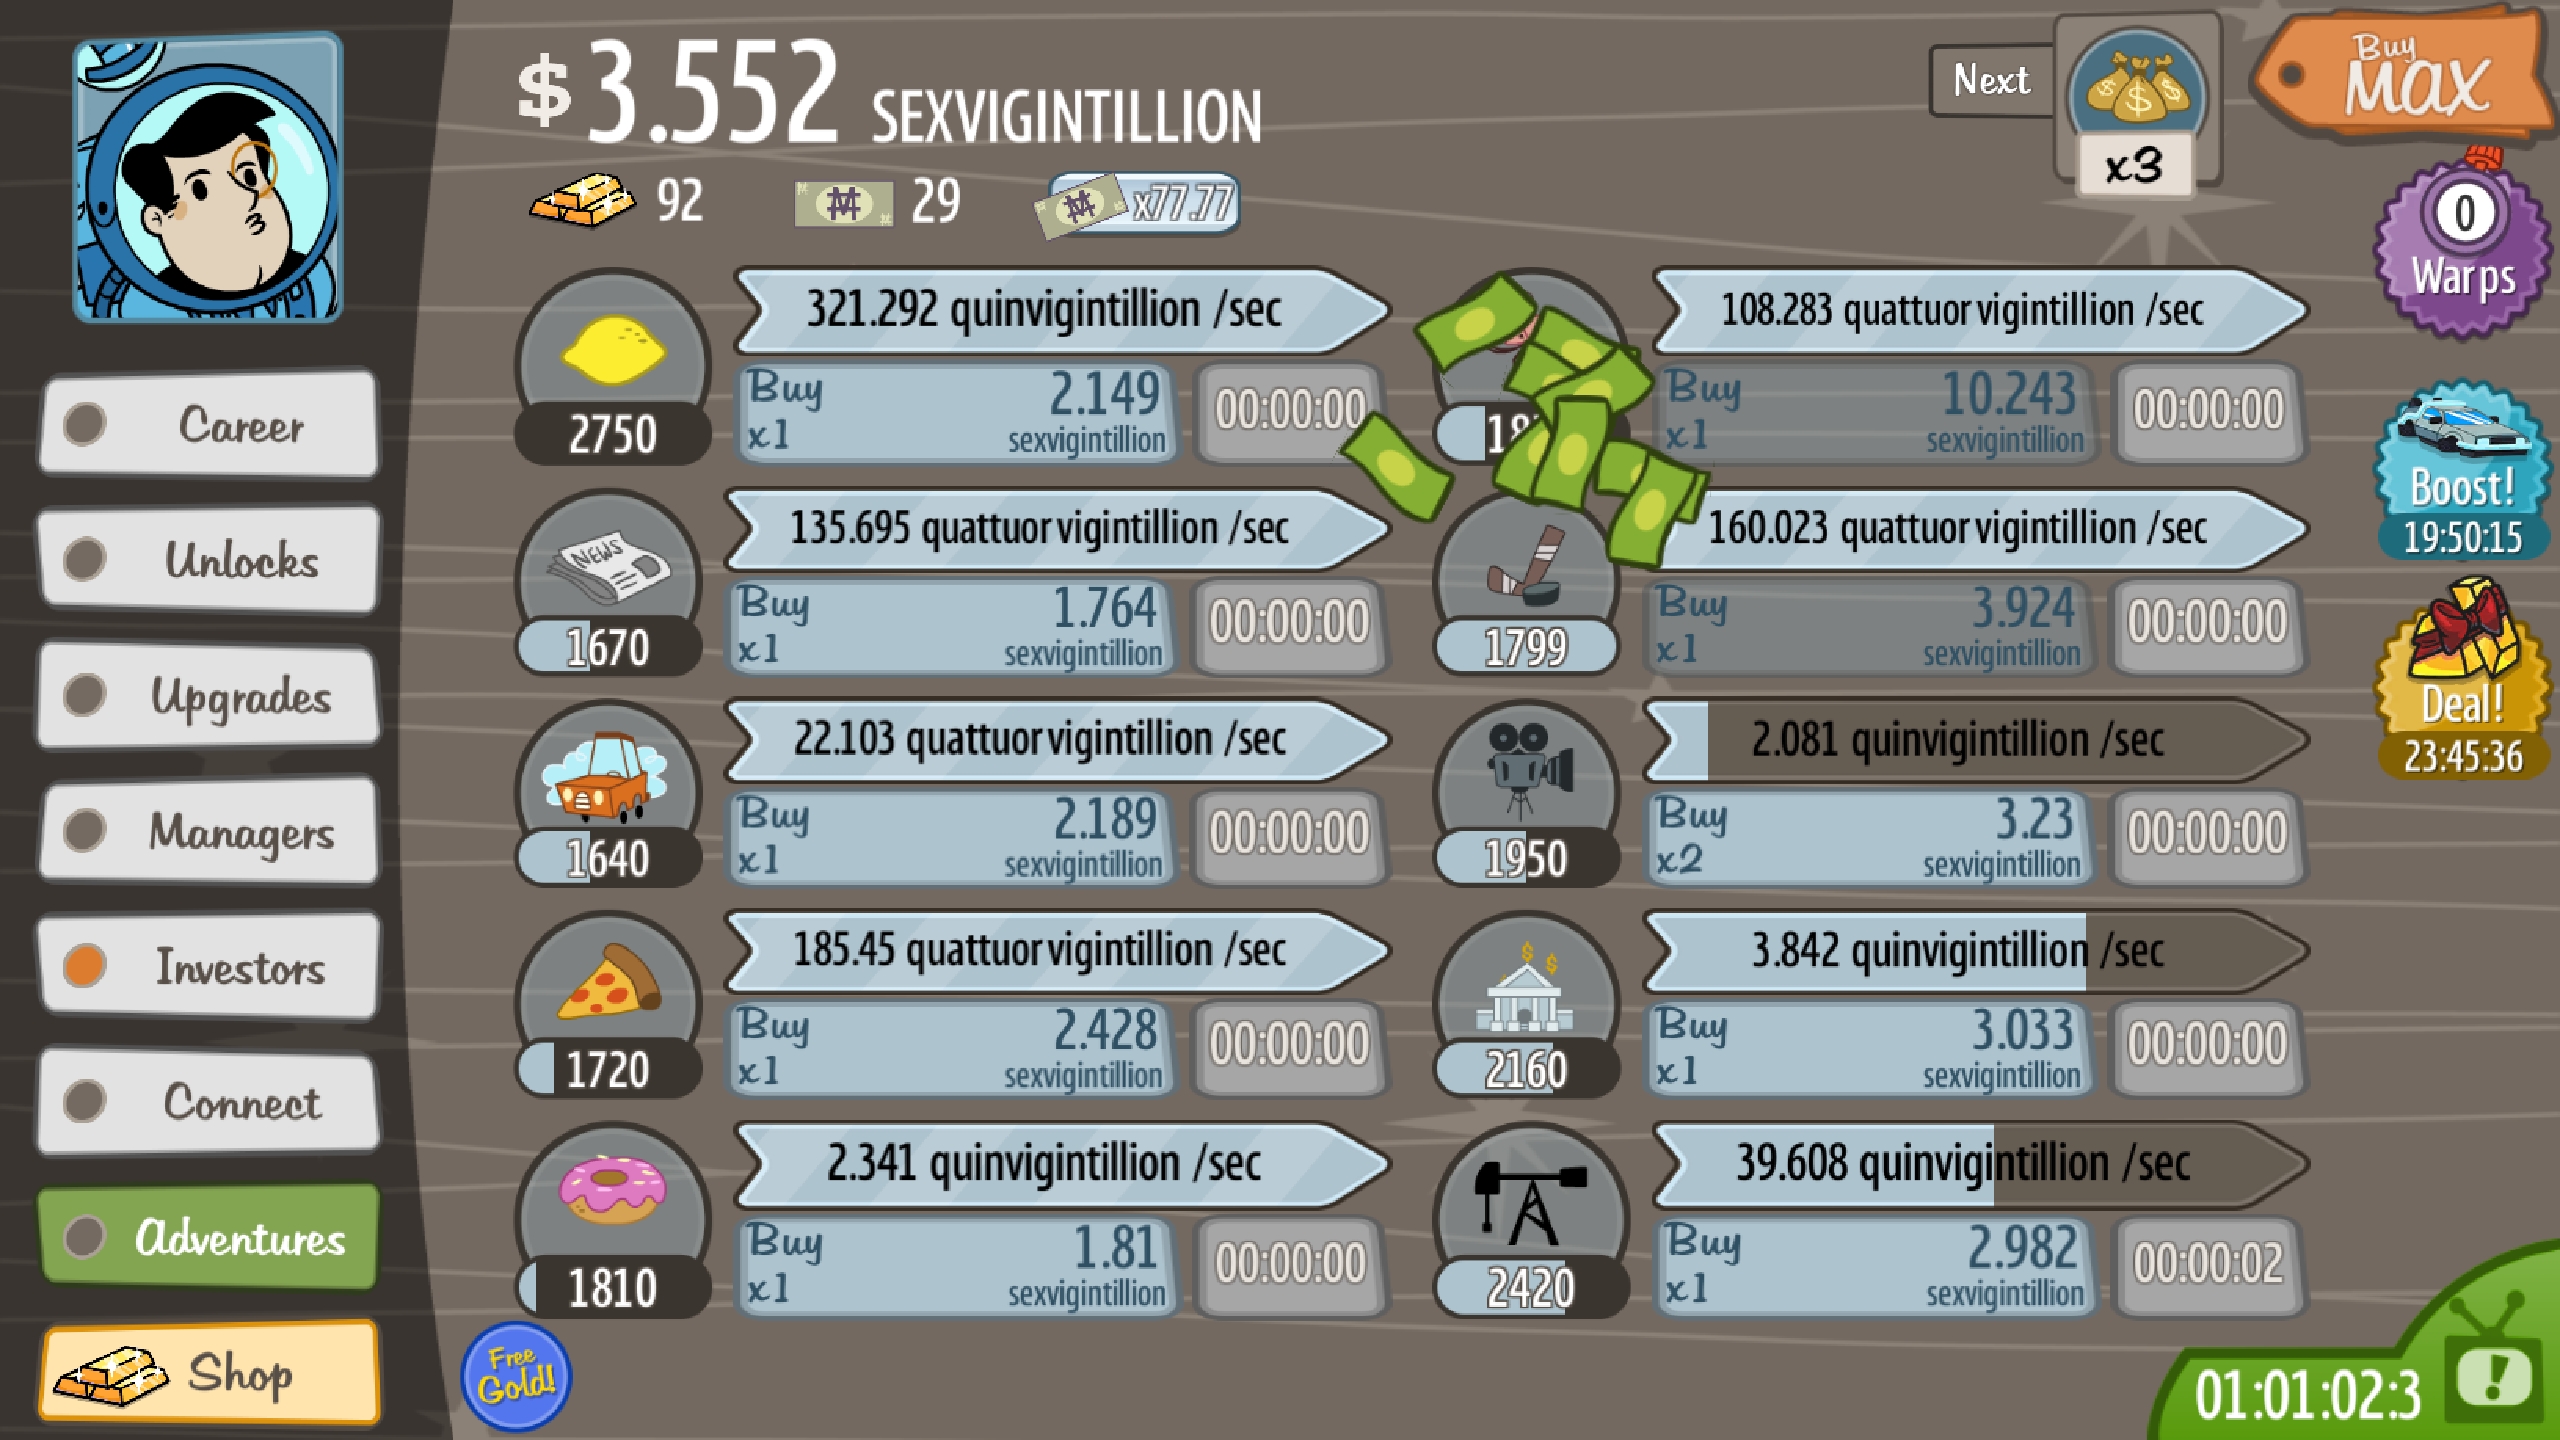 $3.552 SEXVIGINTILLION
92 29 x77.77
Next
x3
Buy
MAX
0
Warps
Boost!
19:50:15
Deal!
23:45:36
Career
Unlocks
Upgrades
Managers
Investors
Connect
Adventures
Shop
321.292 quinvigintillion /sec
Buy 2.149
x1 sexvigintillion
00:00:00
2750
108.283 quattuorvigintillion /sec
Buy 10.243
x1 sexvigintillion
00:00:00
NEWS
135.695 quattuorvigintillion /sec
Buy 1.764
x1 sexvigintillion
00:00:00
1670
160.023 quattuorvigintillion /sec
Buy 3.924
x1 sexvigintillion
00:00:00
1799
22.103 quattuorvigintillion /sec
Buy 2.189
x1 sexvigintillion
00:00:00
1640
2.081 quinvigintillion /sec
Buy 3.23
x2 sexvigintillion
00:00:00
1950
185.45 quattuorvigintillion /sec
Buy 2.428
x1 sexvigintillion
00:00:00
1720
3.842 quinvigintillion /sec
Buy 3.033
x1 sexvigintillion
00:00:00
2160
2.341 quinvigintillion /sec
Buy 1.81
x1 sexvigintillion
00:00:00
1810
39.608 quinvigintillion /sec
Buy 2.982
x1 sexvigintillion
00:00:02
2420
Free
Gold!
01:01:02:3